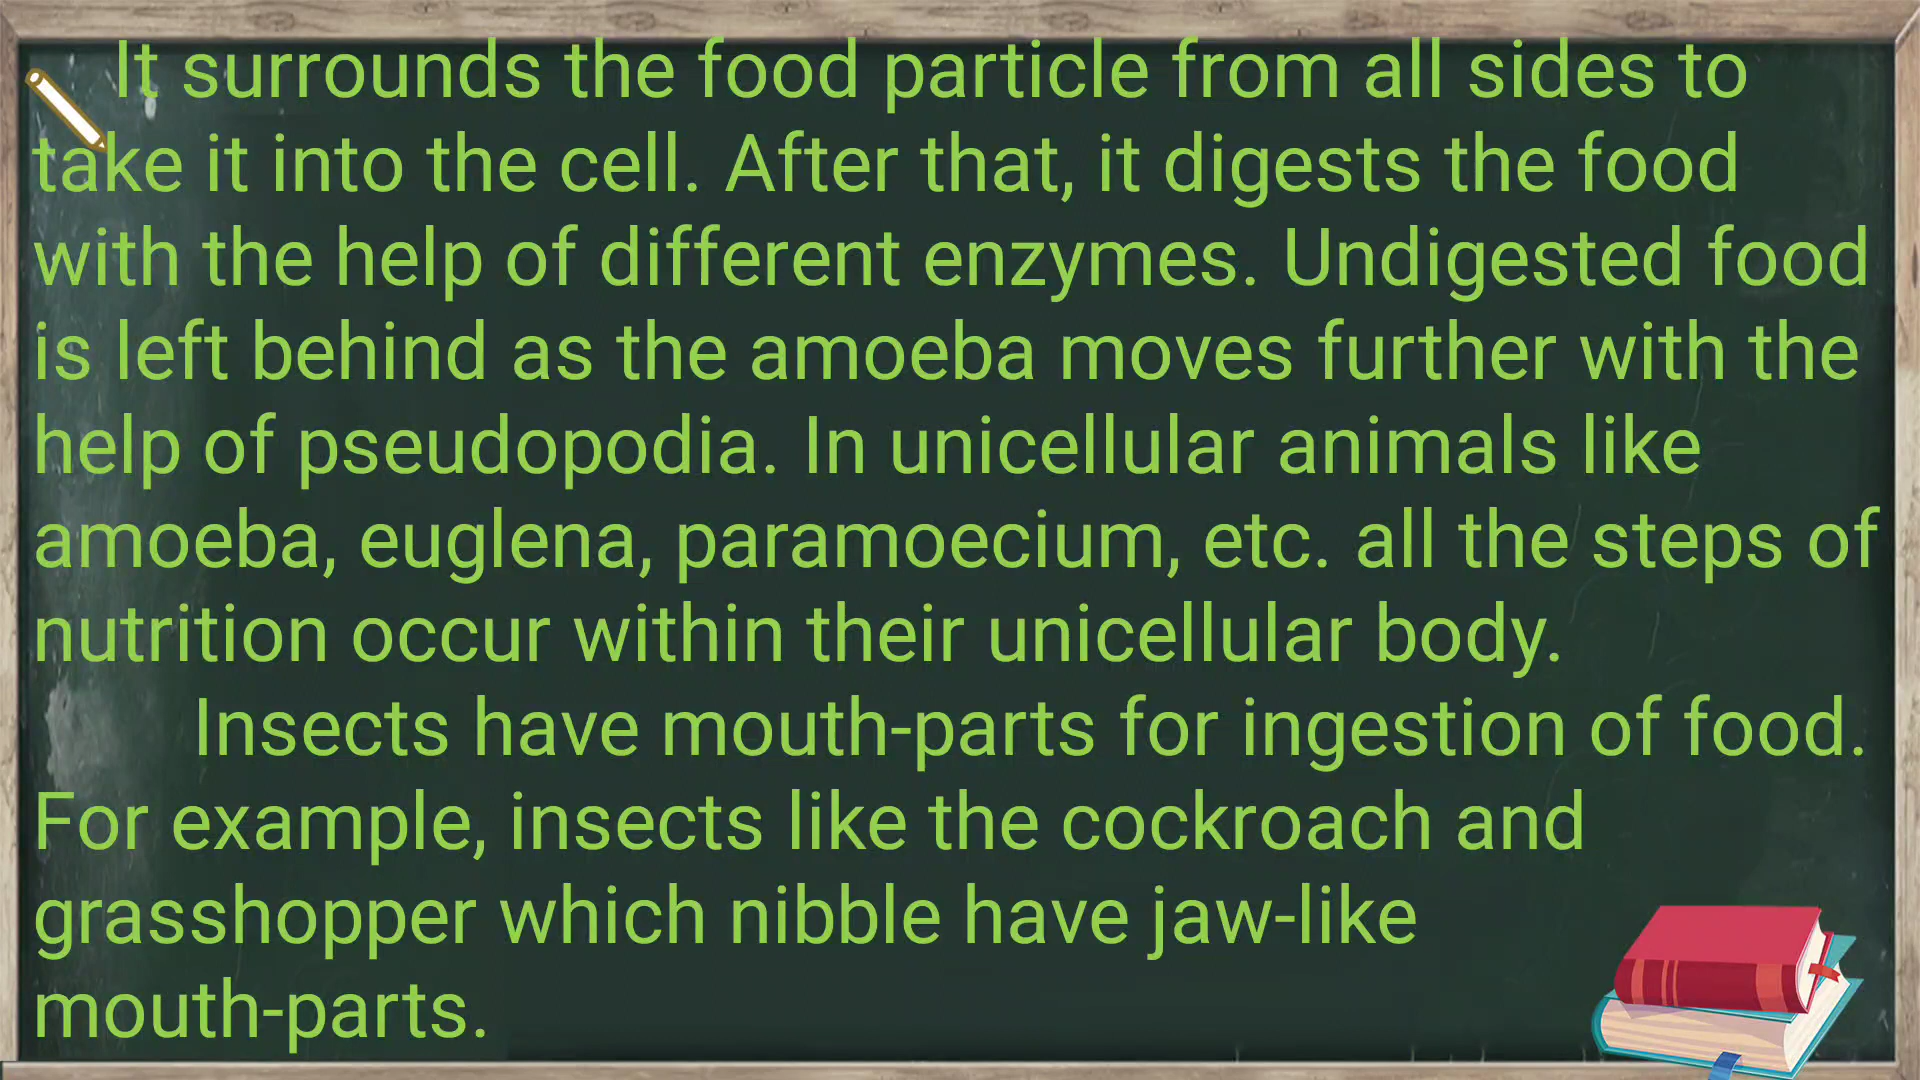 It surrounds the food particle from all sides to
take it into the cell. After that, it digests the food
with the help of different enzymes. Undigested food
is left behind as the amoeba moves further with the
help of pseudopodia. In unicellular animals like
amoeba, euglena, paramoecium, etc. all the steps of
nutrition occur within their unicellular body.
Insects have mouth-parts for ingestion of food.
For example, insects like the cockroach and
grasshopper which nibble have jaw-like
mouth-parts.